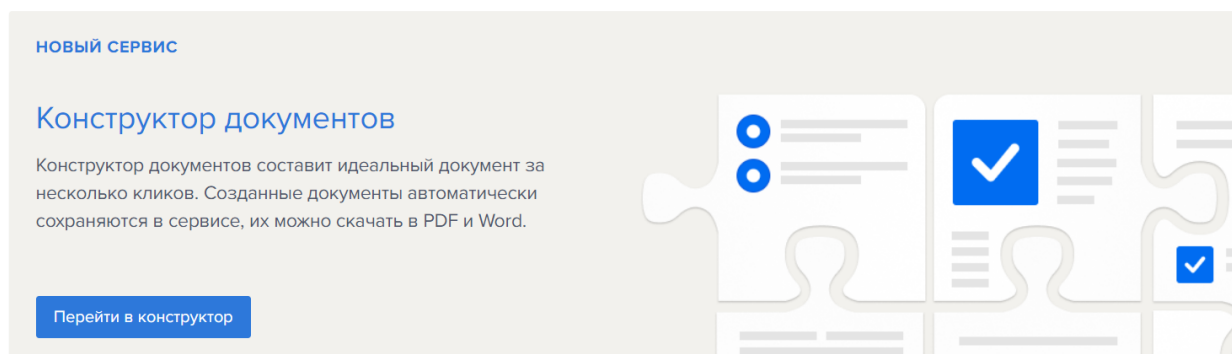 НОВЫЙ СЕРВИС
Конструктор документов
Конструктор документов составит идеальный документ за
несколько кликов. Созданные документы автоматически
сохраняются в сервисе, их можно скачать в PDF и Word.
Перейти в конструктор